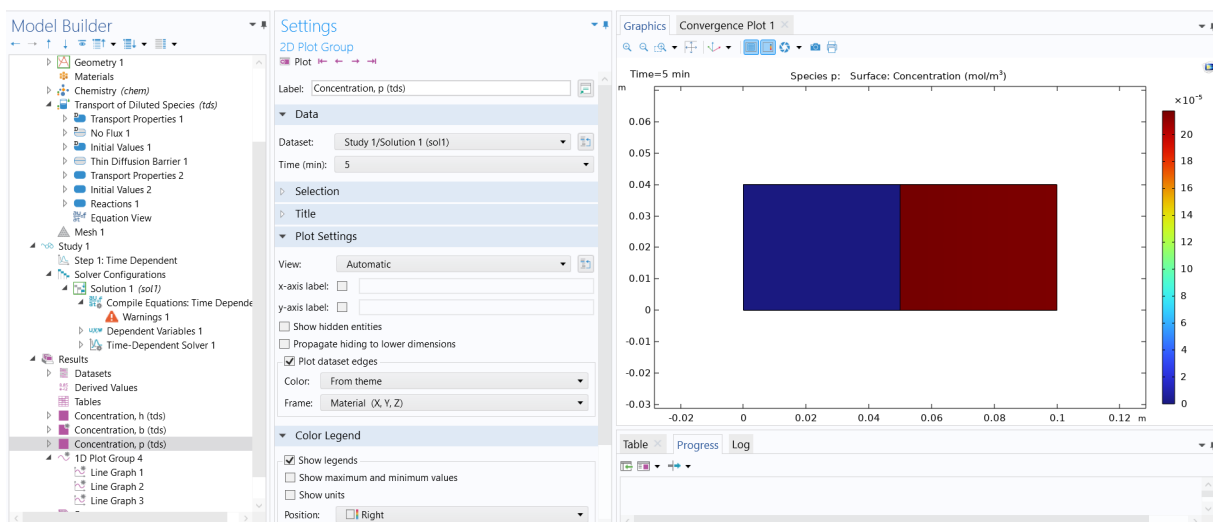 Model Builder
Geometry 1
Materials
Chemistry (chem)
Transport of Diluted Species (tds)
Transport Properties 1
No Flux 1
Initial Values 1
Thin Diffusion Barrier 1
Transport Properties 2
Initial Values 2
Reactions 1
Equation View
Mesh 1
Study 1
Step 1: Time Dependent
Solver Configurations
Solution 1 (sol1)
Compile Equations: Time Depende
Warnings 1
Dependent Variables 1
Time-Dependent Solver 1
Results
Datasets
Derived Values
Tables
Concentration, h (tds)
Concentration, b (tds)
Concentration, p (tds)
1D Plot Group 4
Line Graph 1
Line Graph 2
Line Graph 3
Settings
2D Plot Group
Plot
Label: Concentration, p (tds)
Data
Dataset: Study 1/Solution 1 (sol1)
Time (min): 5
Selection
Title
Plot Settings
View: Automatic
x-axis label:
y-axis label:
Show hidden entities
Propagate hiding to lower dimensions
Plot dataset edges
Color: From theme
Frame: Material (X, Y, Z)
Color Legend
Show legends
Show maximum and minimum values
Show units
Position: Right
Graphics Convergence Plot 1
Time=5 min Species p: Surface: Concentration (mol/m³)
m
×10⁻⁵
0.06
0.05
0.04
0.03
0.02
0.01
0
-0.01
-0.02
-0.03
-0.02 0 0.02 0.04 0.06 0.08 0.1 0.12 m
20
18
16
14
12
10
8
6
4
2
0
Table Progress Log